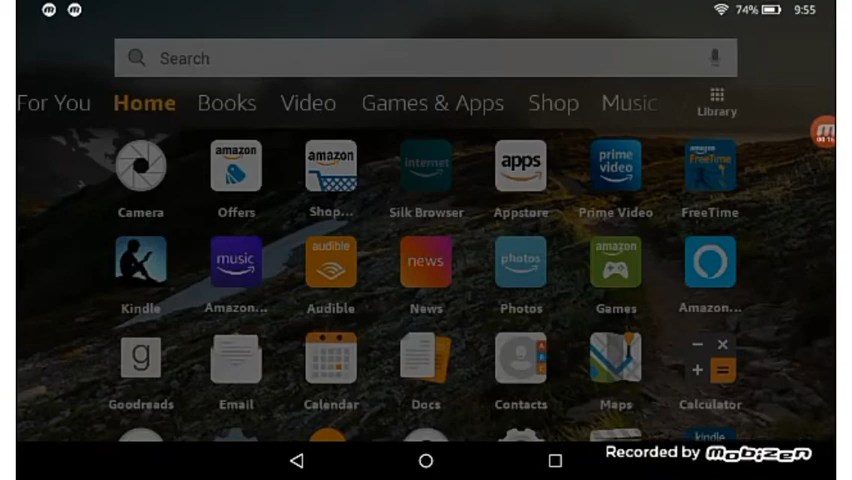 74% 9:55
Search
For You Home Books Video Games & Apps Shop Music Library
amazon amazon internet apps prime video amazon FreeTime
Camera Offers Shop... Silk Browser Appstore Prime Video FreeTime
music audible news photos amazon
Kindle Amazon... Audible News Photos Games Amazon...
g
Goodreads Email Calendar Docs Contacts Maps Calculator
kindle
Recorded by mobizen